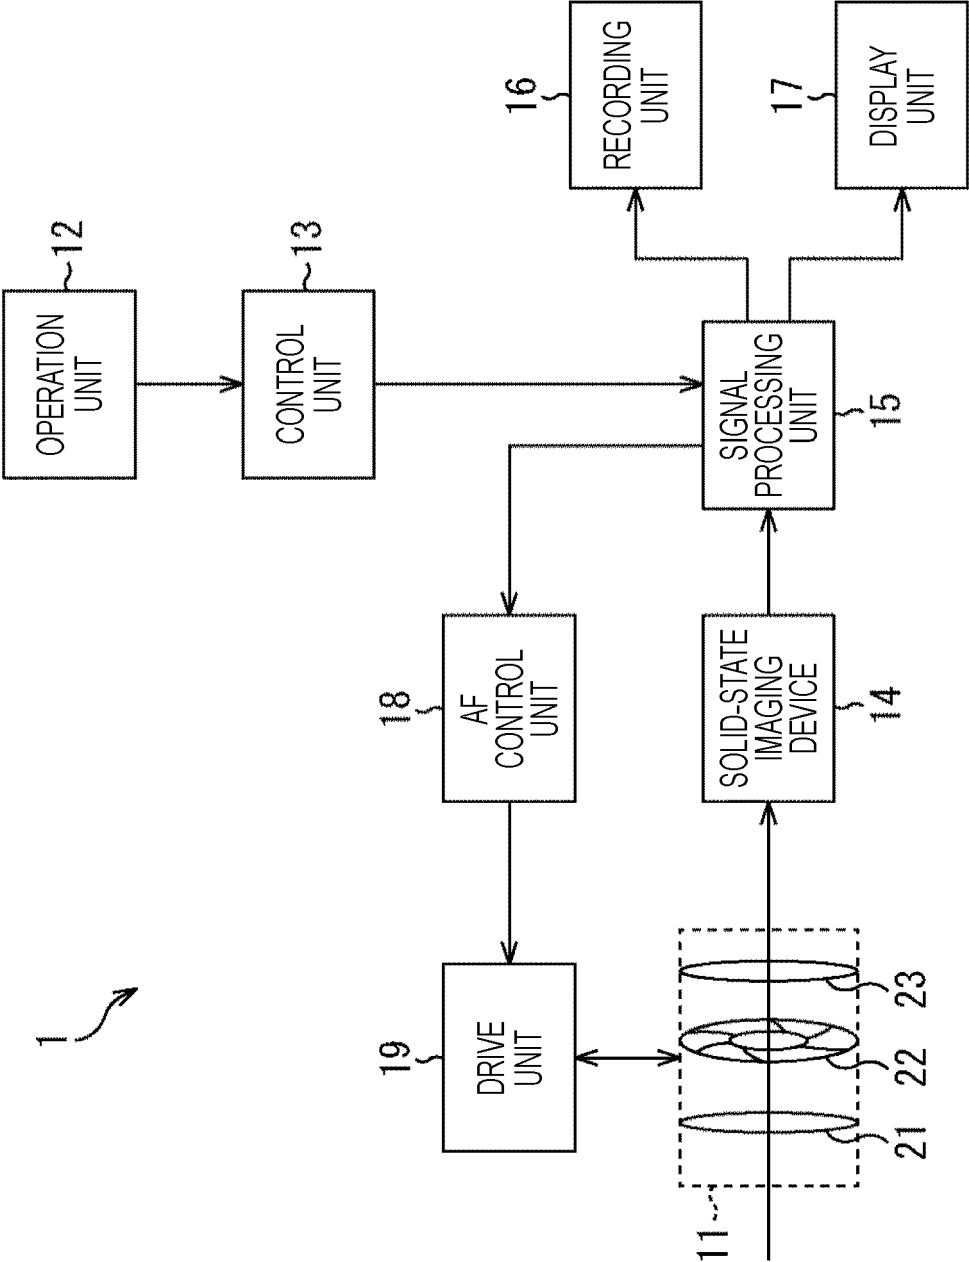 1
12
OPERATION
UNIT
13
CONTROL
UNIT
16
RECORDING
UNIT
17
DISPLAY
UNIT
19
DRIVE
UNIT
18
AF
CONTROL
UNIT
SIGNAL
PROCESSING
UNIT
15
SOLID-STATE
IMAGING
DEVICE
14
11
21
22
23